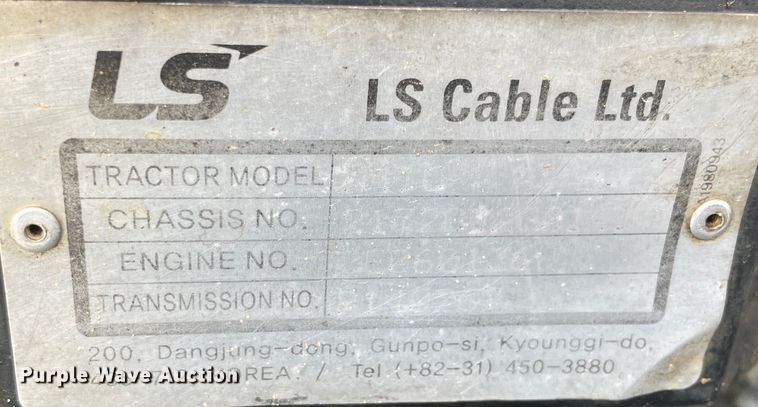 LS
LS Cable Ltd.
TRACTOR MODEL
CHASSIS NO.
ENGINE NO.
TRANSMISSION NO.
1980943
200, Dangjung-dong, Gunpo-si, Kyounggi-do,
Tel (+82-31) 450-3880
Purple Wave Auction